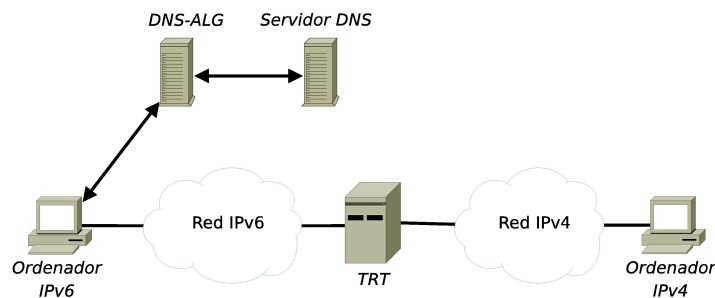 DNS-ALG
Servidor DNS
Red IPv6
Red IPv4
Ordenador
IPv6
TRT
Ordenador
IPv4